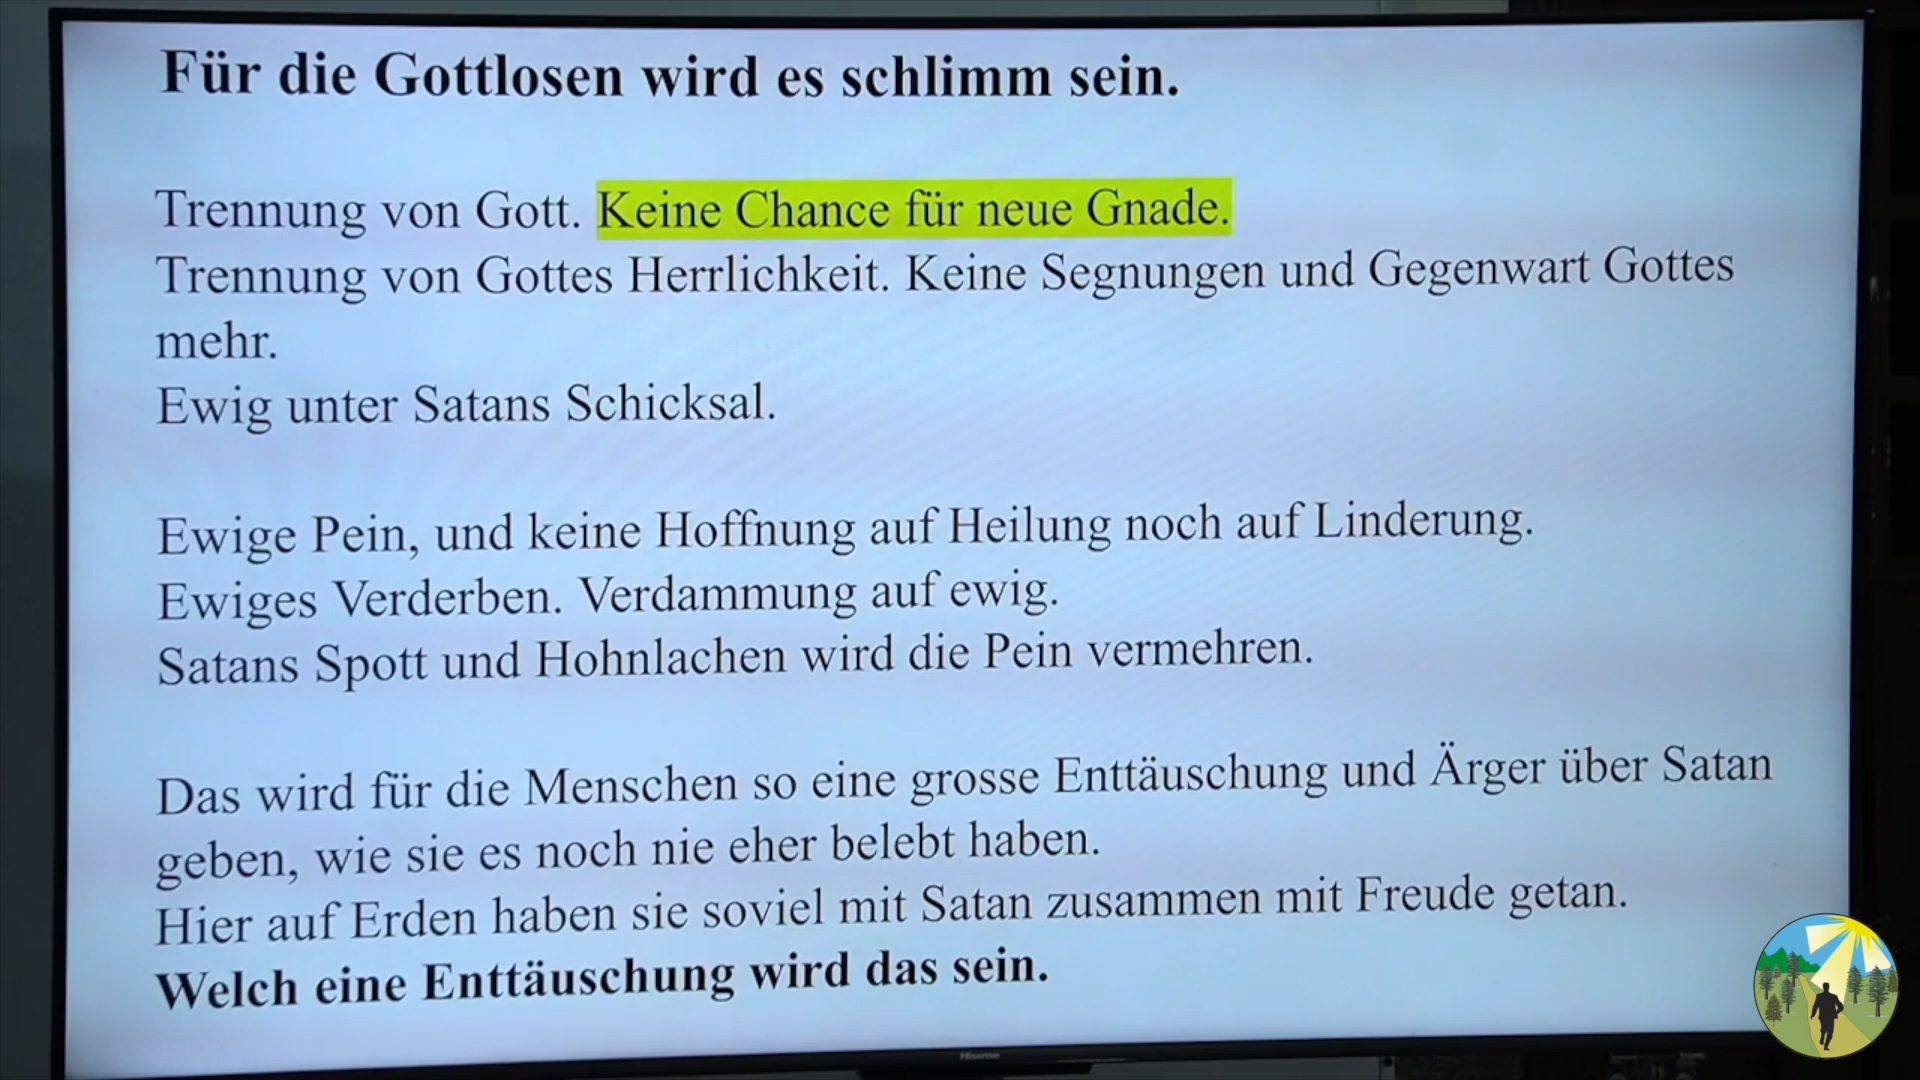 Für die Gottlosen wird es schlimm sein.
Trennung von Gott. Keine Chance für neue Gnade.
Trennung von Gottes Herrlichkeit. Keine Segnungen und Gegenwart Gottes
mehr.
Ewig unter Satans Schicksal.
Ewige Pein, und keine Hoffnung auf Heilung noch auf Linderung.
Ewiges Verderben. Verdammung auf ewig.
Satans Spott und Hohnlachen wird die Pein vermehren.
Das wird für die Menschen so eine grosse Enttäuschung und Ärger über Satan
geben, wie sie es noch nie eher belebt haben.
Hier auf Erden haben sie soviel mit Satan zusammen mit Freude getan.
Welch eine Enttäuschung wird das sein.
Hisense